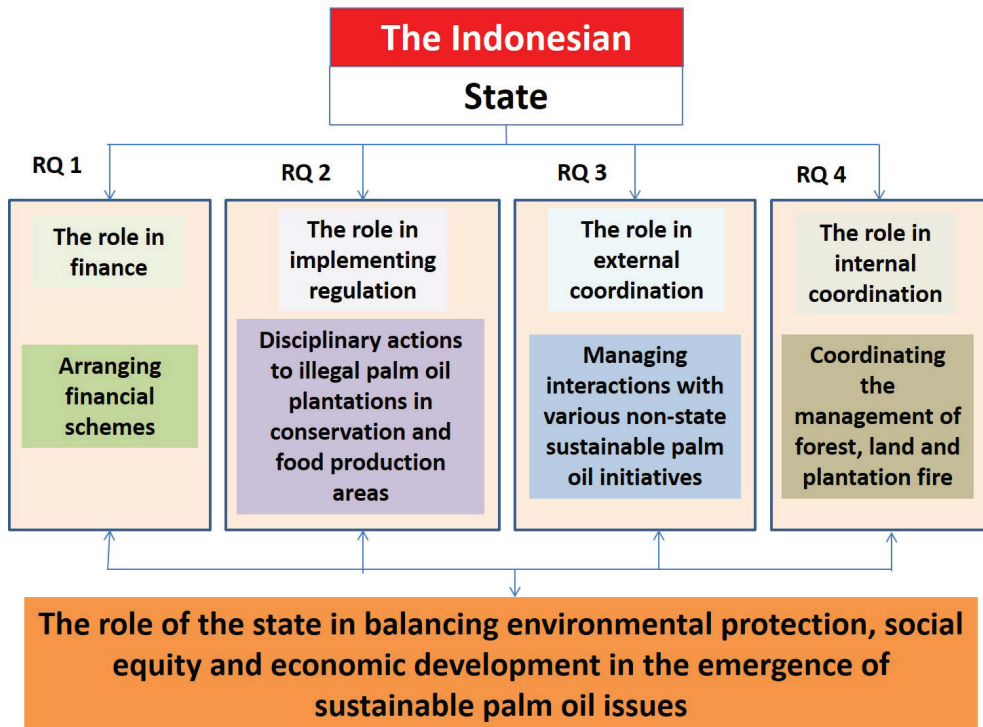 The Indonesian
State
RQ 1
RQ 2
RQ 3
RQ 4
The role in
finance
Arranging
financial
schemes
The role in
implementing
regulation
Disciplinary actions
to illegal palm oil
plantations in
conservation and
food production
areas
The role in
external
coordination
Managing
interactions with
various non-state
sustainable palm
oil initiatives
The role in
internal
coordination
Coordinating
the
management of
forest, land and
plantation fire
The role of the state in balancing environmental protection, social
equity and economic development in the emergence of
sustainable palm oil issues